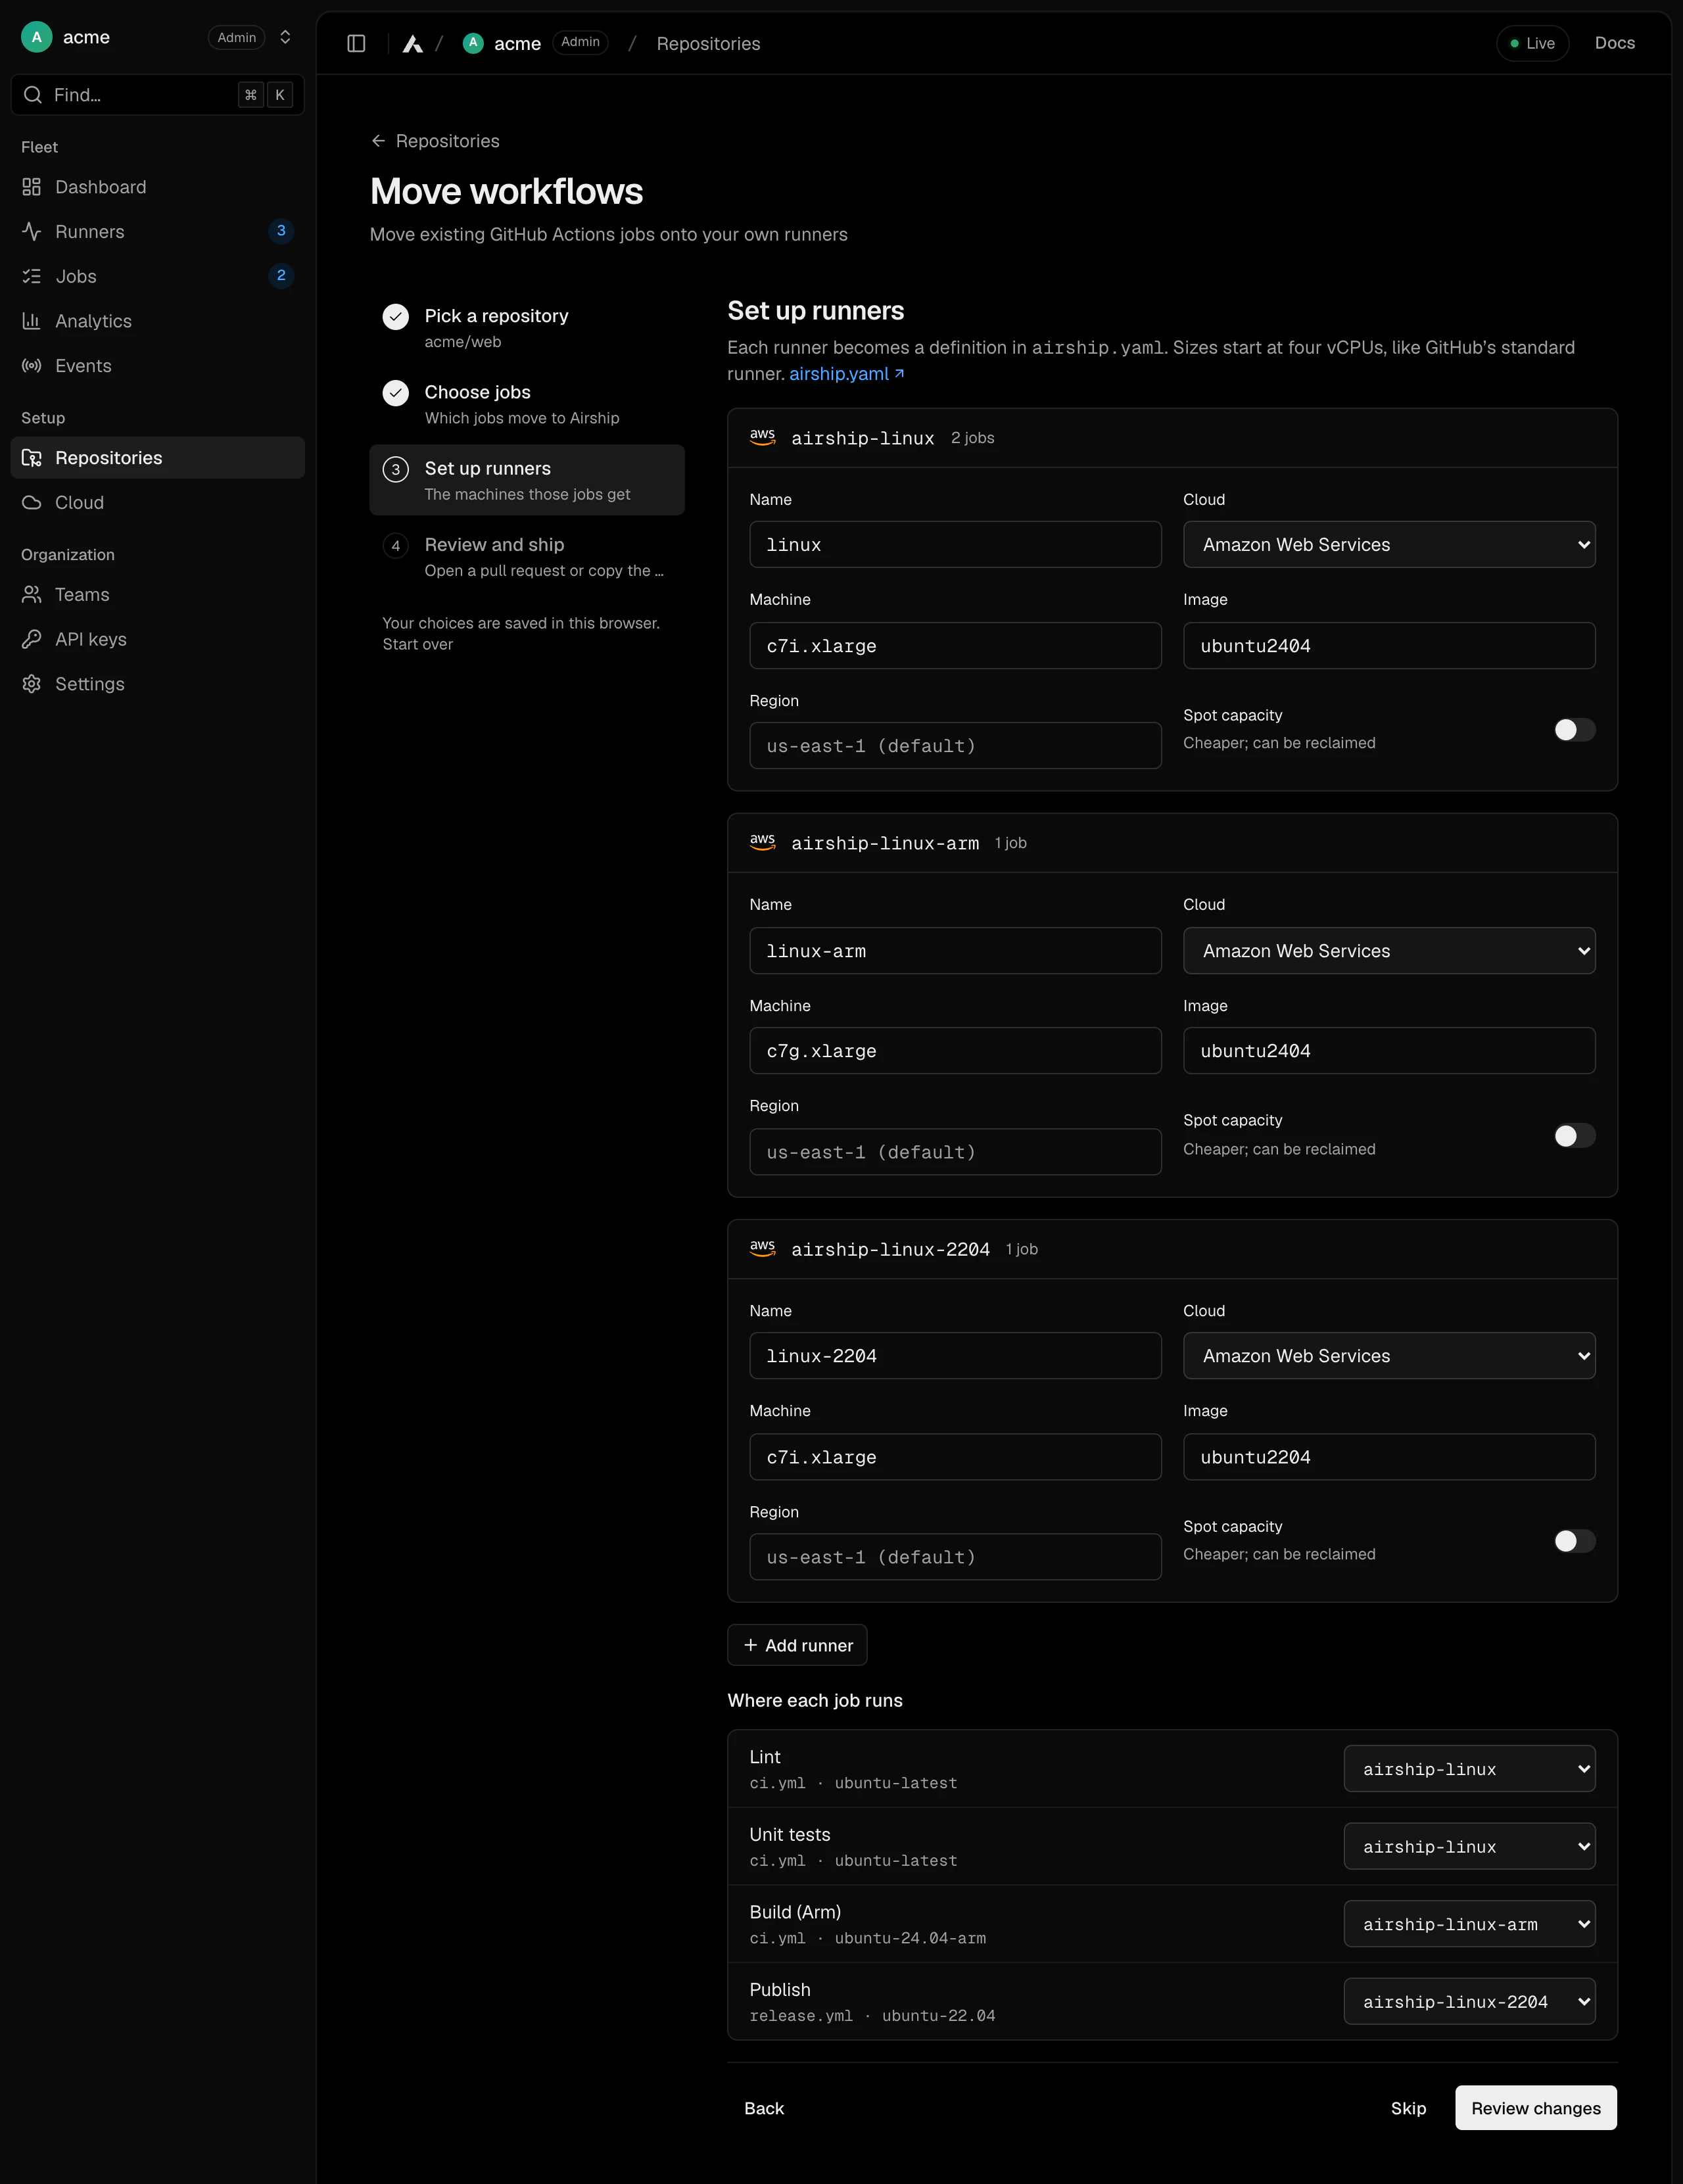 A acme Admin
Find... ⌘ K
Fleet
Dashboard
Runners 3
Jobs 2
Analytics
Events
Setup
Repositories
Cloud
Organization
Teams
API keys
Settings
/ A acme Admin / Repositories
Live Docs
← Repositories
Move workflows
Move existing GitHub Actions jobs onto your own runners
Pick a repository
acme/web
Choose jobs
Which jobs move to Airship
3 Set up runners
The machines those jobs get
4 Review and ship
Open a pull request or copy the ...
Your choices are saved in this browser.
Start over
Set up runners
Each runner becomes a definition in airship.yaml. Sizes start at four vCPUs, like GitHub’s standard
runner. airship.yaml ↗
aws airship-linux 2 jobs
Name Cloud
linux Amazon Web Services
Machine Image
c7i.xlarge ubuntu2404
Region Spot capacity
us-east-1 (default) Cheaper; can be reclaimed
aws airship-linux-arm 1 job
Name Cloud
linux-arm Amazon Web Services
Machine Image
c7g.xlarge ubuntu2404
Region Spot capacity
us-east-1 (default) Cheaper; can be reclaimed
aws airship-linux-2204 1 job
Name Cloud
linux-2204 Amazon Web Services
Machine Image
c7i.xlarge ubuntu2204
Region Spot capacity
us-east-1 (default) Cheaper; can be reclaimed
+ Add runner
Where each job runs
Lint
ci.yml · ubuntu-latest
airship-linux
Unit tests
ci.yml · ubuntu-latest
airship-linux
Build (Arm)
ci.yml · ubuntu-24.04-arm
airship-linux-arm
Publish
release.yml · ubuntu-22.04
airship-linux-2204
Back Skip Review changes